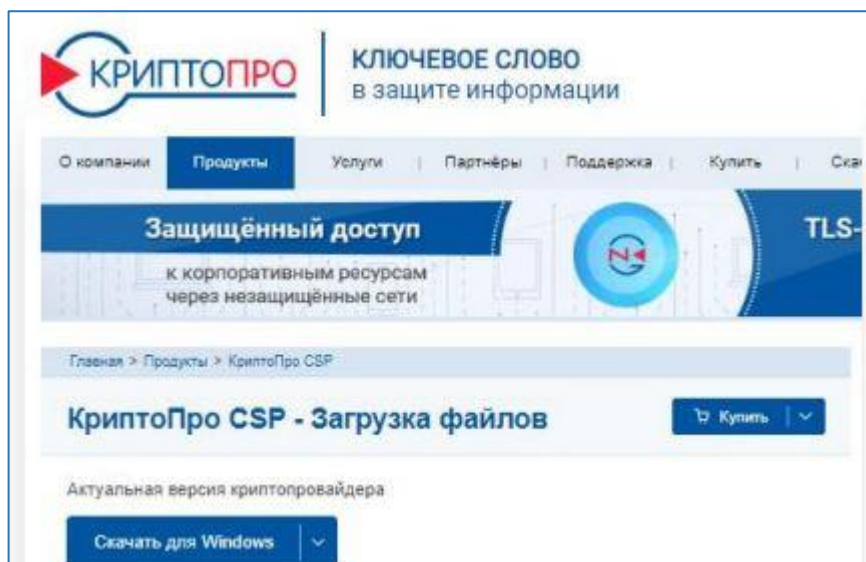 КРИПТОПРО
КЛЮЧЕВОЕ СЛОВО
в защите информации
О компании Продукты Услуги | Партнёры | Поддержка | Купить |
Защищённый доступ
TLS-
к корпоративным ресурсам
через незащищённые сети
Главная > Продукты > КриптоПро CSP
КриптоПро CSP - Загрузка файлов
Купить
Актуальная версия криптопровайдера
Скачать для Windows